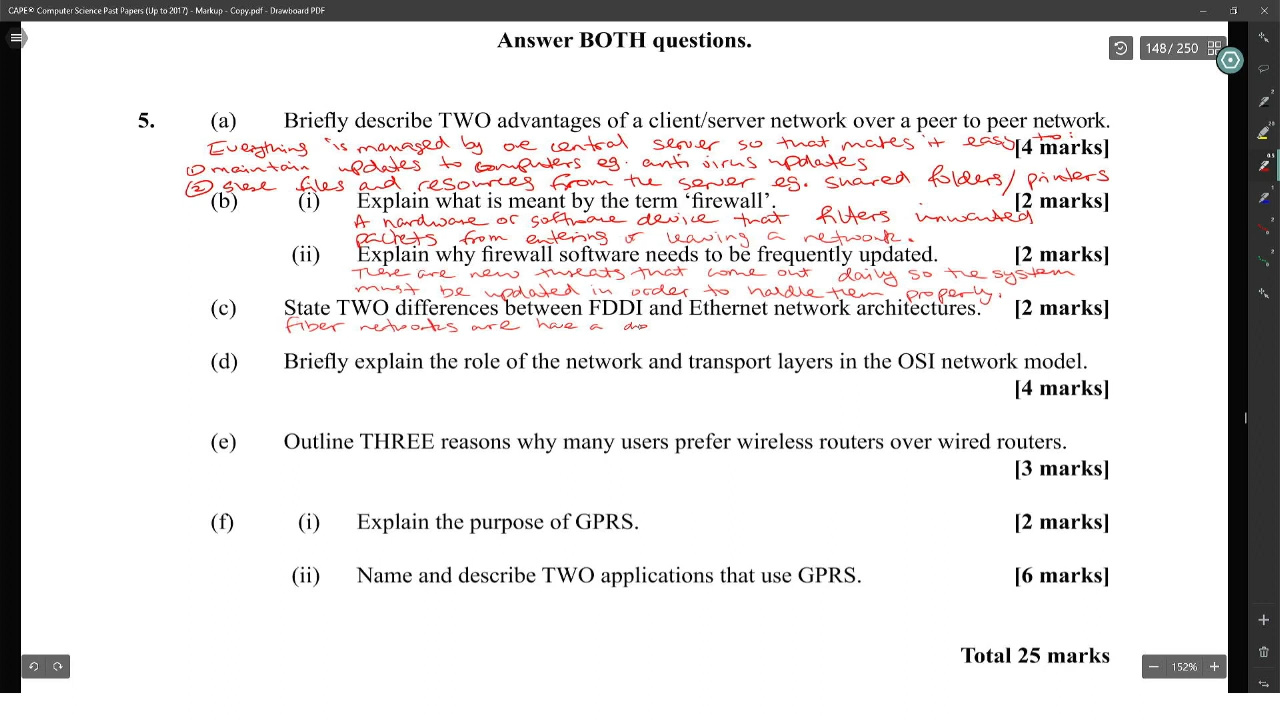 CAPE® Computer Science Past Papers (Up to 2017) - Markup - Copy.pdf - Drawboard PDF
Answer BOTH questions.
148 / 250
5. (a) Briefly describe TWO advantages of a client/server network over a peer to peer network.
Everything is managed by one central server so that makes it easy to:
[4 marks]
① maintain updates to computers eg. anti virus updates
② share files and resources from the server eg. shared folders/printers
(b) (i) Explain what is meant by the term ‘firewall’. [2 marks]
A hardware or software device that filters unwanted
packets from entering or leaving a network.
(ii) Explain why firewall software needs to be frequently updated. [2 marks]
There are new threats that come out daily so the system
must be updated in order to them properly.
(c) State TWO differences between FDDI and Ethernet network architectures. [2 marks]
Fiber networks are have a
(d) Briefly explain the role of the network and transport layers in the OSI network model.
[4 marks]
(e) Outline THREE reasons why many users prefer wireless routers over wired routers.
[3 marks]
(f) (i) Explain the purpose of GPRS. [2 marks]
(ii) Name and describe TWO applications that use GPRS. [6 marks]
Total 25 marks
152%